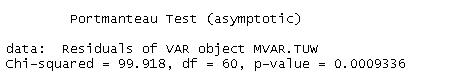 Portmanteau Test (asymptotic)
data:  Residuals of VAR object MVAR.TUW
Chi-squared = 99.918, df = 60, p-value = 0.0009336